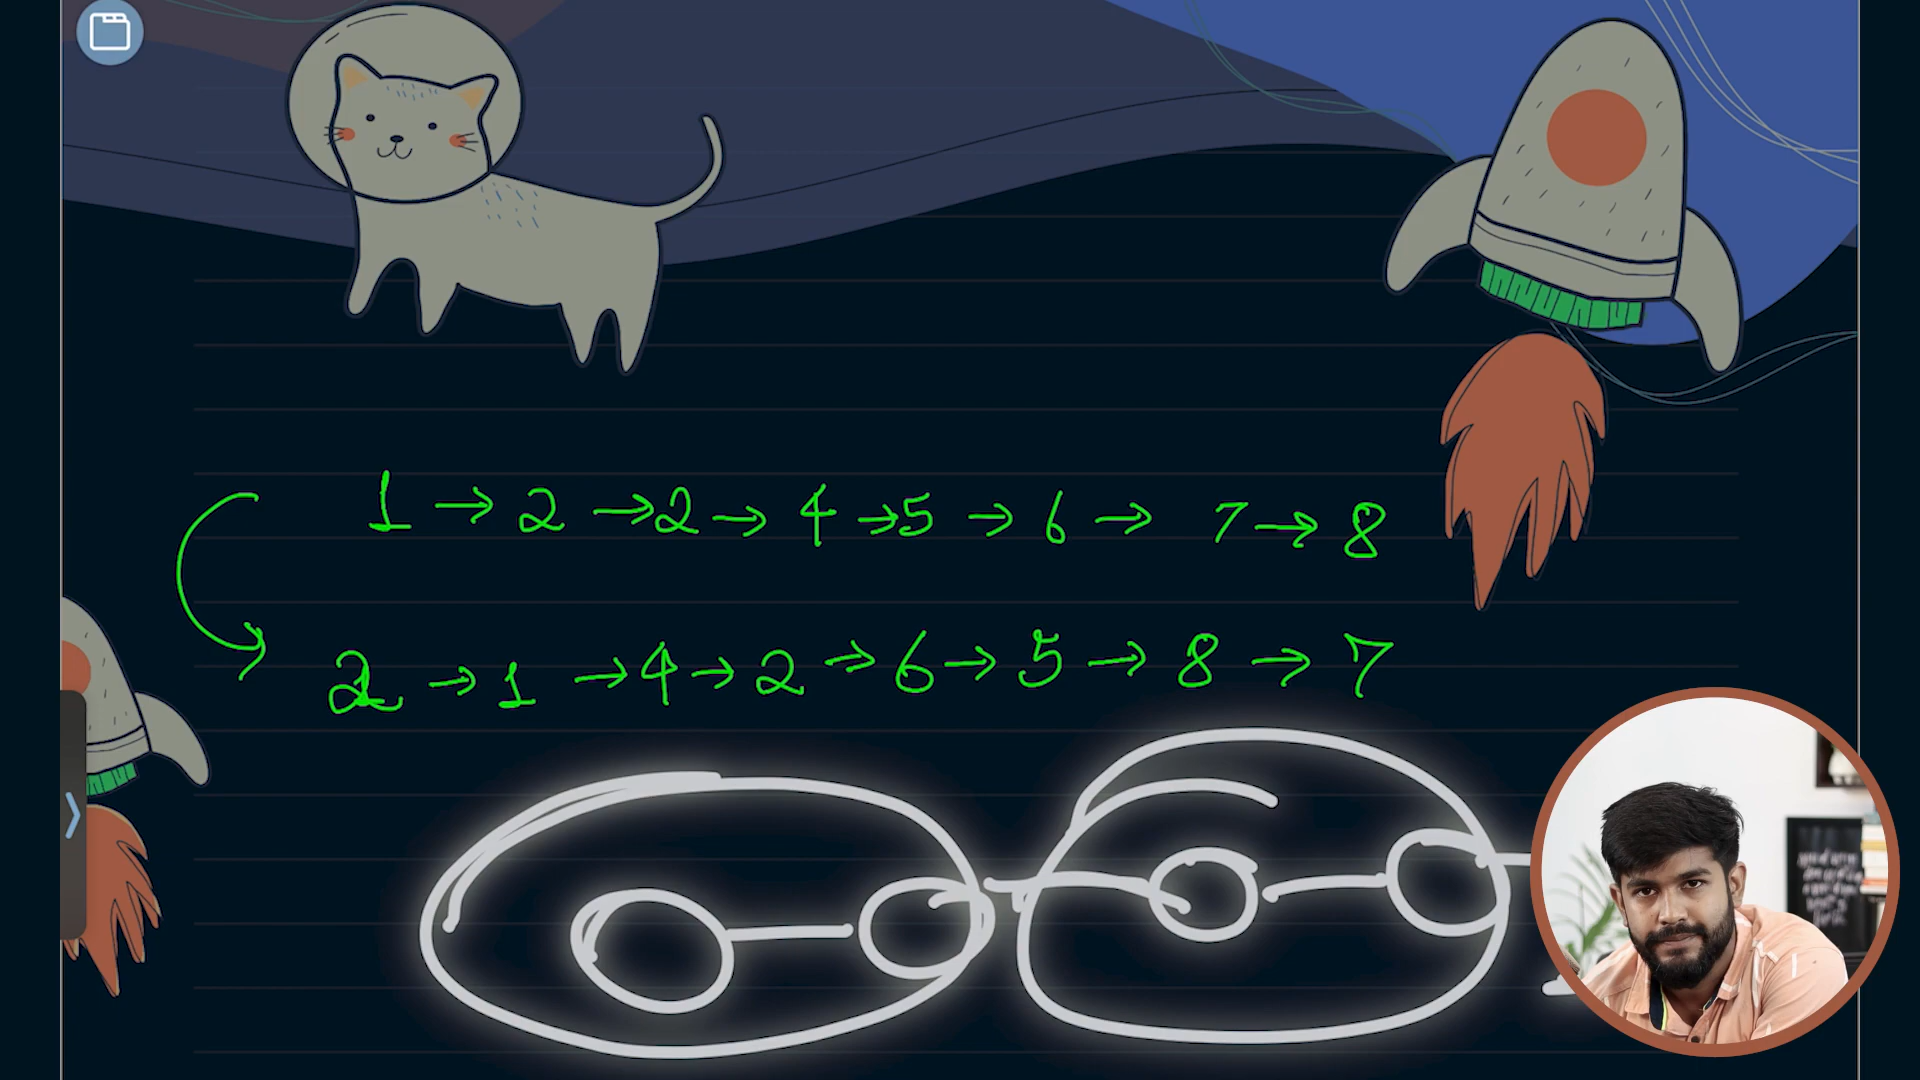 1 → 2 → 2 → 4 → 5 → 6 → 7 → 8
2 → 1 → 4 → 2 → 6 → 5 → 8 → 7